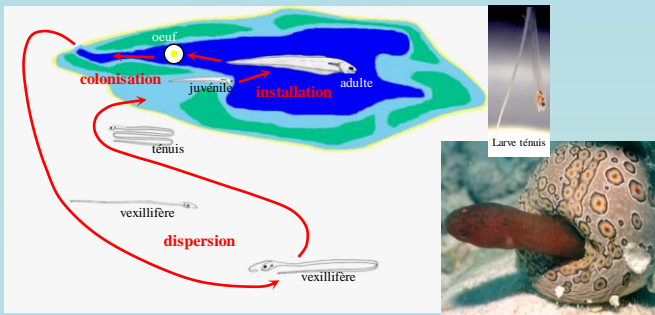 oeuf
colonisation
juvénile
installation
adulte
ténuis
vexillifère
dispersion
vexillifère
Larve ténuis